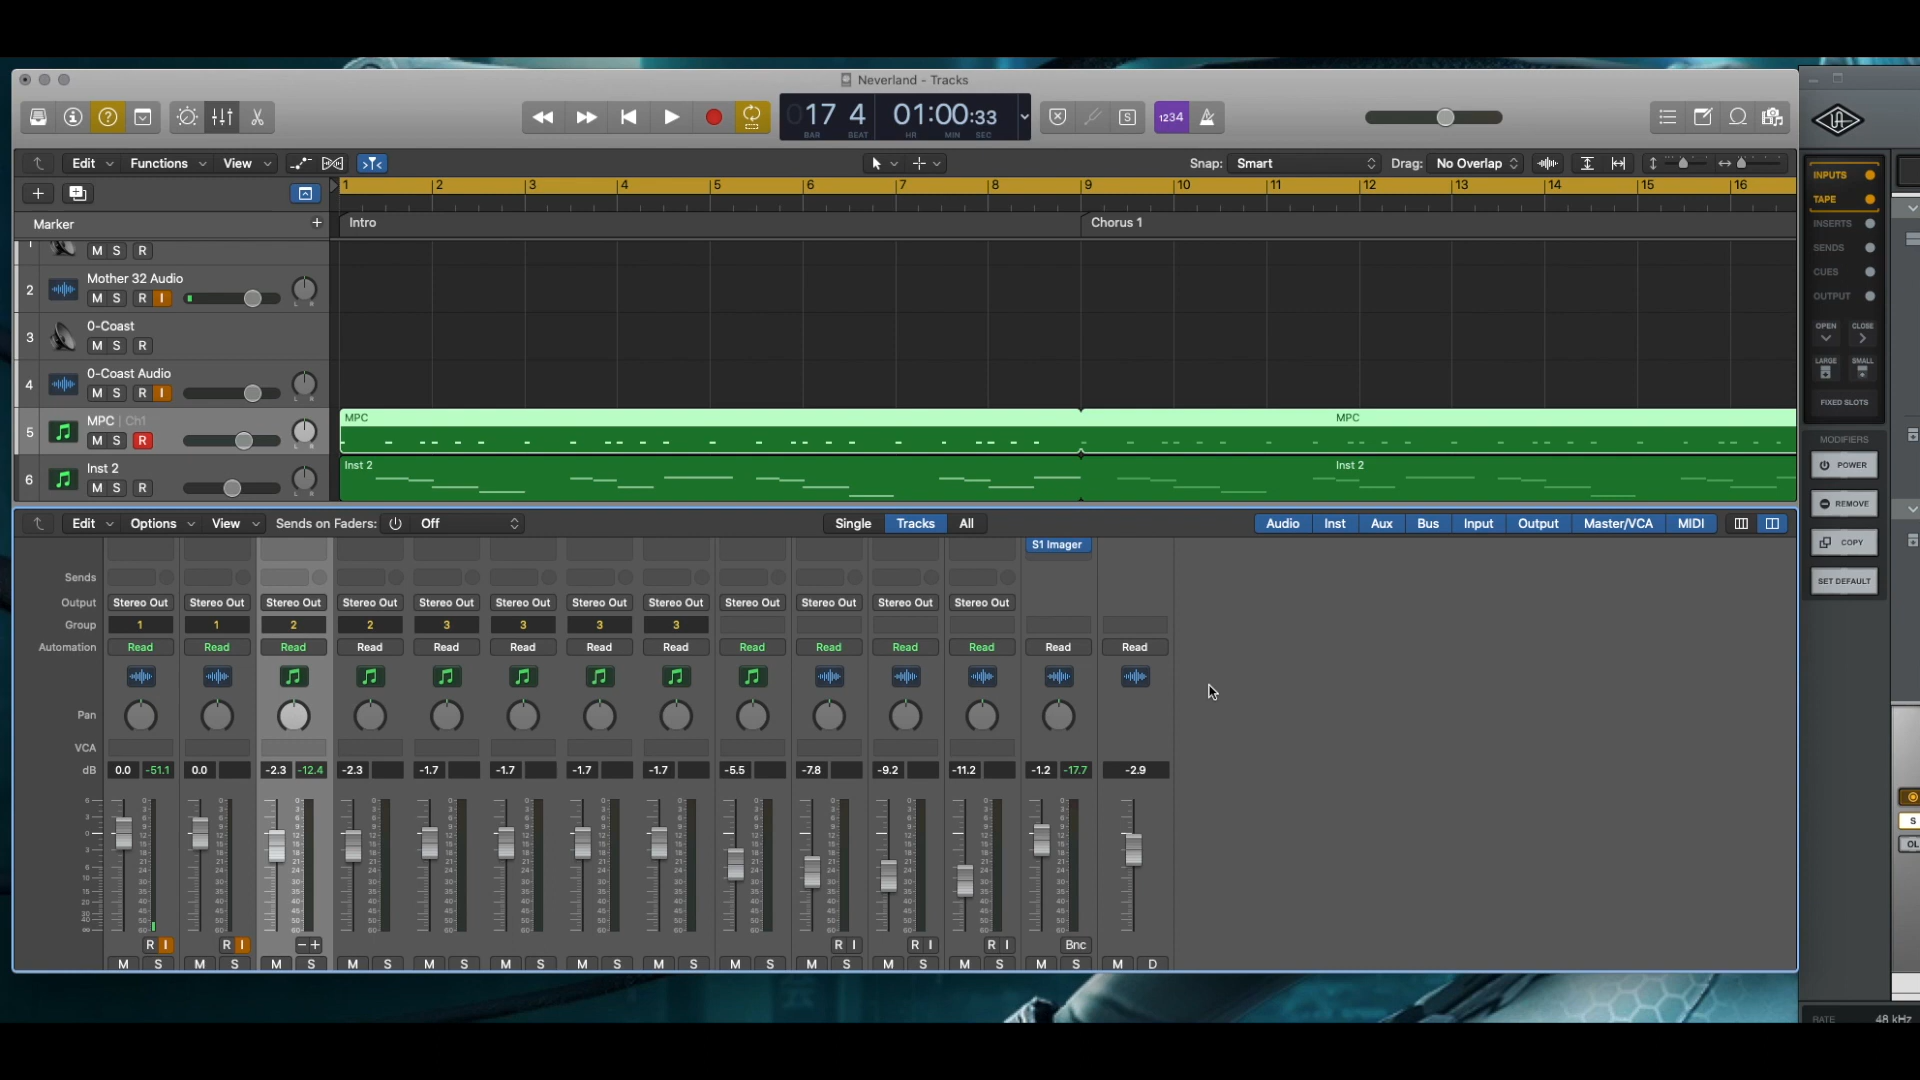 Neverland - Tracks
17 4 01:00:33
BAR BEAT HR MIN SEC
S 1234
Edit Functions View Snap: Smart Drag: No Overlap
1 2 3 4 5 6 7 8 9 10 11 12 13 14 15 16
Marker Intro Chorus 1
M S R
2 Mother 32 Audio
M S R I
3 0-Coast
M S R
4 0-Coast Audio
M S R I
5 MPC | Ch1 MPC MPC
M S R
6 Inst 2 Inst 2 Inst 2
M S R
Edit Options View Sends on Faders: Off Single Tracks All Audio Inst Aux Bus Input Output Master/VCA MIDI
S1 Imager
Sends
Output Stereo Out Stereo Out Stereo Out Stereo Out Stereo Out Stereo Out Stereo Out Stereo Out Stereo Out Stereo Out Stereo Out Stereo Out
Group 1 1 2 2 3 3 3 3
Automation Read Read Read Read Read Read Read Read Read Read Read Read Read Read
Pan
VCA
dB 0.0 -51.1 0.0 -2.3 -12.4 -2.3 -1.7 -1.7 -1.7 -1.7 -5.5 -7.8 -9.2 -11.2 -1.2 -17.7 -2.9
R I R I R I R I R I Bnc
M S M S M S M S M S M S M S M S M S M S M S M S M S M D
INPUTS
TAPE
INSERTS
SENDS
CUES
OUTPUT
OPEN CLOSE
LARGE SMALL
FIXED SLOTS
MODIFIERS
POWER
REMOVE
COPY
SET DEFAULT
S
OL
RATE 48 kHz